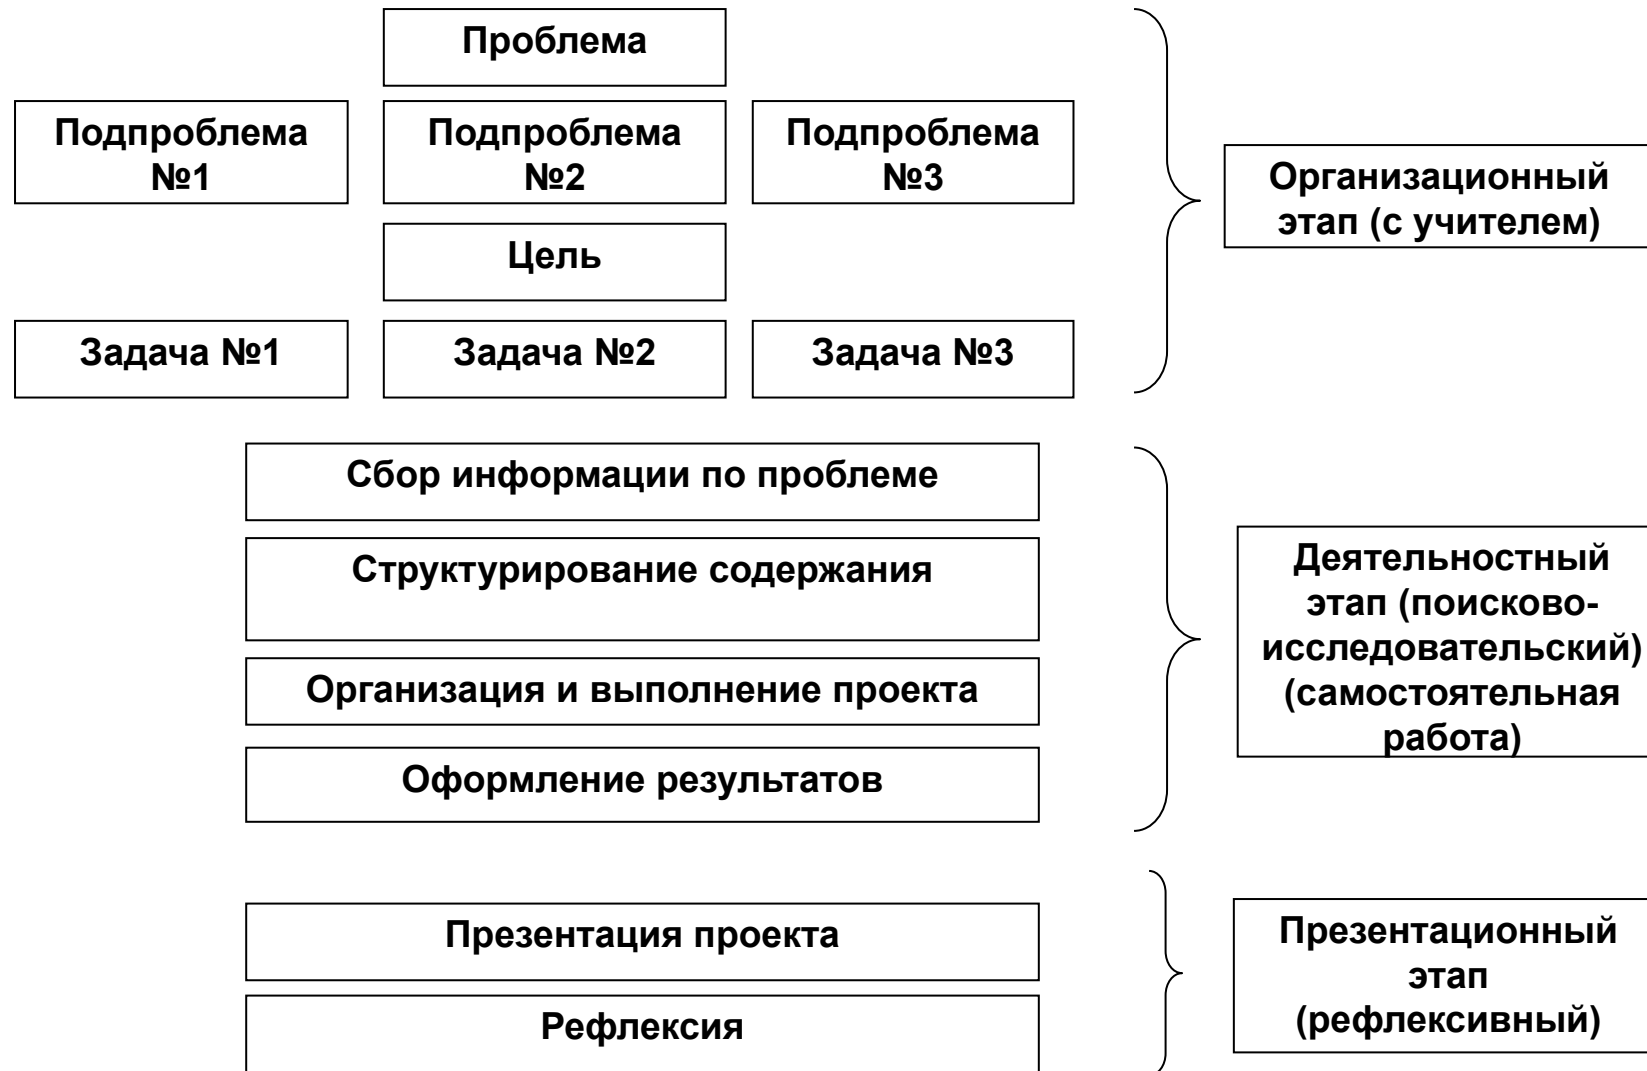 Проблема
Подпроблема
№1
Подпроблема
№2
Подпроблема
№3
Организационный
этап (с учителем)
Цель
Задача №1
Задача №2
Задача №3
Сбор информации по проблеме
Структурирование содержания
Организация и выполнение проекта
Оформление результатов
Деятельностный
этап (поисково-
исследовательский)
(самостоятельная
работа)
Презентация проекта
Рефлексия
Презентационный
этап
(рефлексивный)